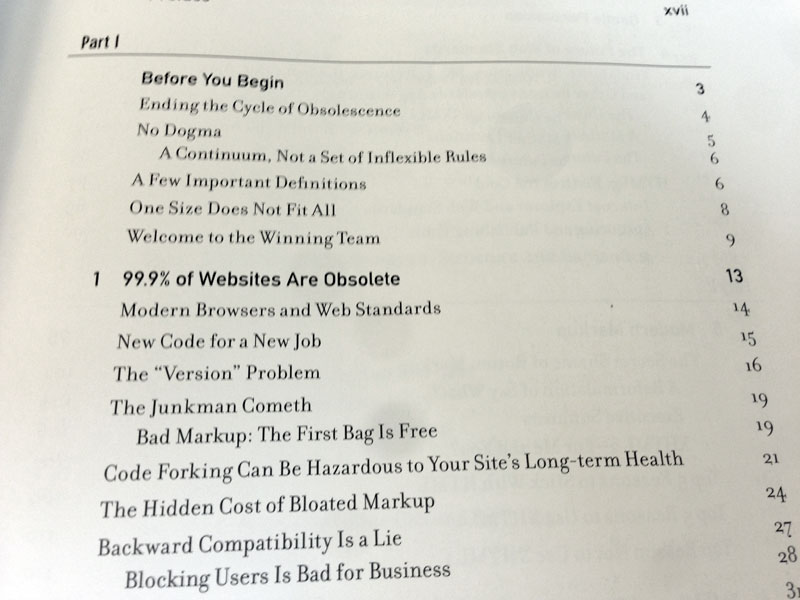 xvii
Part I
Before You Begin 3
Ending the Cycle of Obsolescence 4
No Dogma 5
A Continuum, Not a Set of Inflexible Rules 6
A Few Important Definitions 6
One Size Does Not Fit All 8
Welcome to the Winning Team 9
1 99.9% of Websites Are Obsolete 13
Modern Browsers and Web Standards 14
New Code for a New Job 15
The “Version” Problem 16
The Junkman Cometh 19
Bad Markup: The First Bag Is Free 19
Code Forking Can Be Hazardous to Your Site’s Long-term Health 21
The Hidden Cost of Bloated Markup 24
Backward Compatibility Is a Lie 27
Blocking Users Is Bad for Business 28